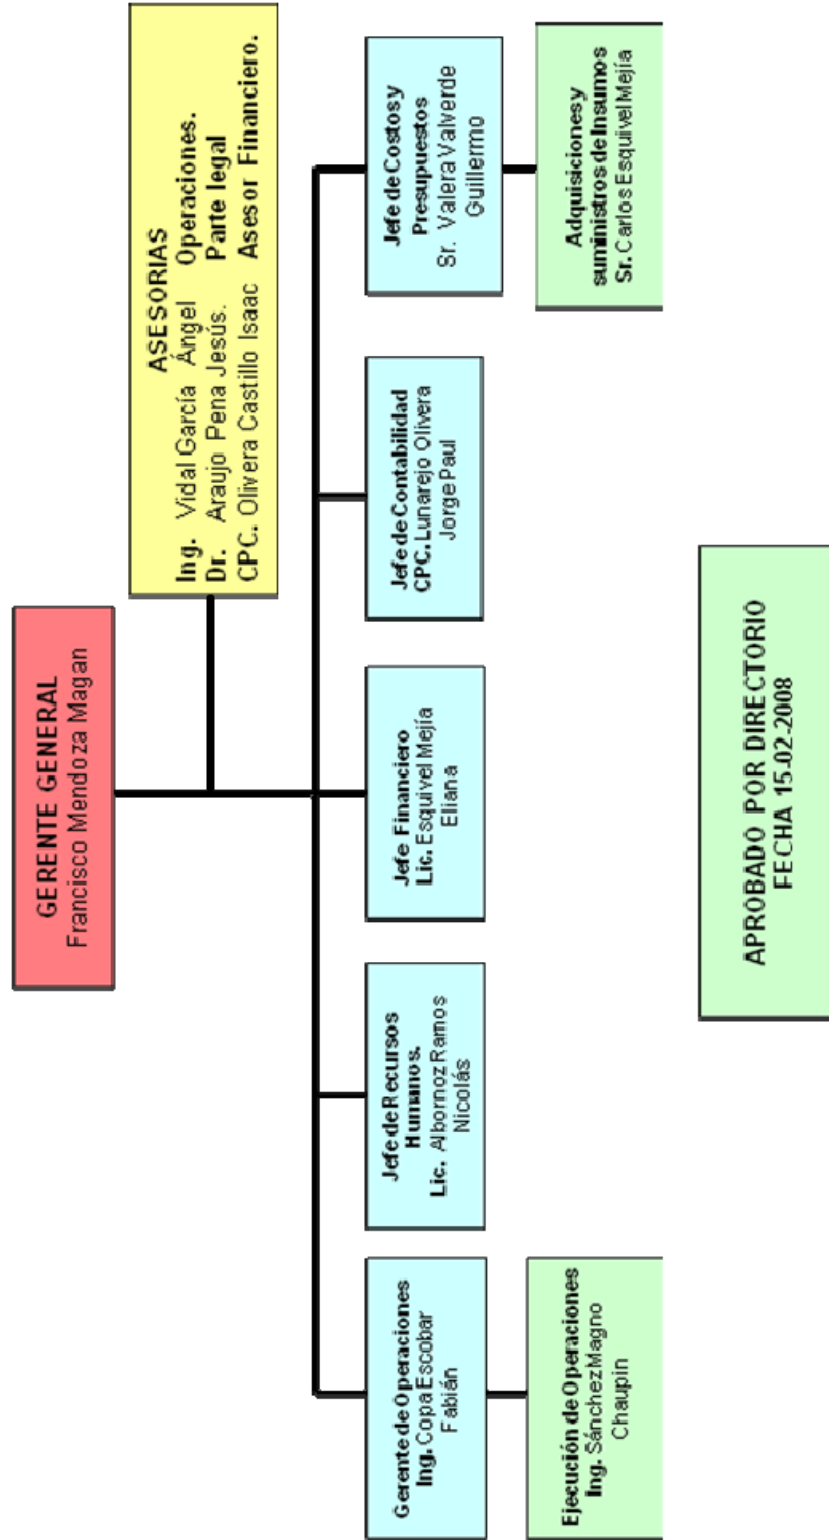 GERENTE GENERAL
Francisco Mendoza Magan
ASESORIAS
Ing. Vidal García Ángel Operaciones.
Dr. Araujo Pena Jesús. Parte legal
CPC. Olivera Castillo Isaac Asesor Financiero.
Gerente de Operaciones
Ing. Copa Escobar
Fabián
Jefe de Recursos
Humanos.
Lic. Albornoz Ramos
Nicolás
Jefe Financiero
Lic. Esquivel Mejía
Eliana
Jefe de Contabilidad
CPC. Lunarejo Olivera
Jorge Paul
Jefe de Costos y
Presupuestos
Sr. Valera Valverde
Guillermo
Ejecución de Operaciones
Ing. Sánchez Magno
Chaupin
Adquisiciones y
suministros de Insumos
Sr. Carlos Esquivel Mejía
APROBADO POR DIRECTORIO
FECHA 15-02-2008